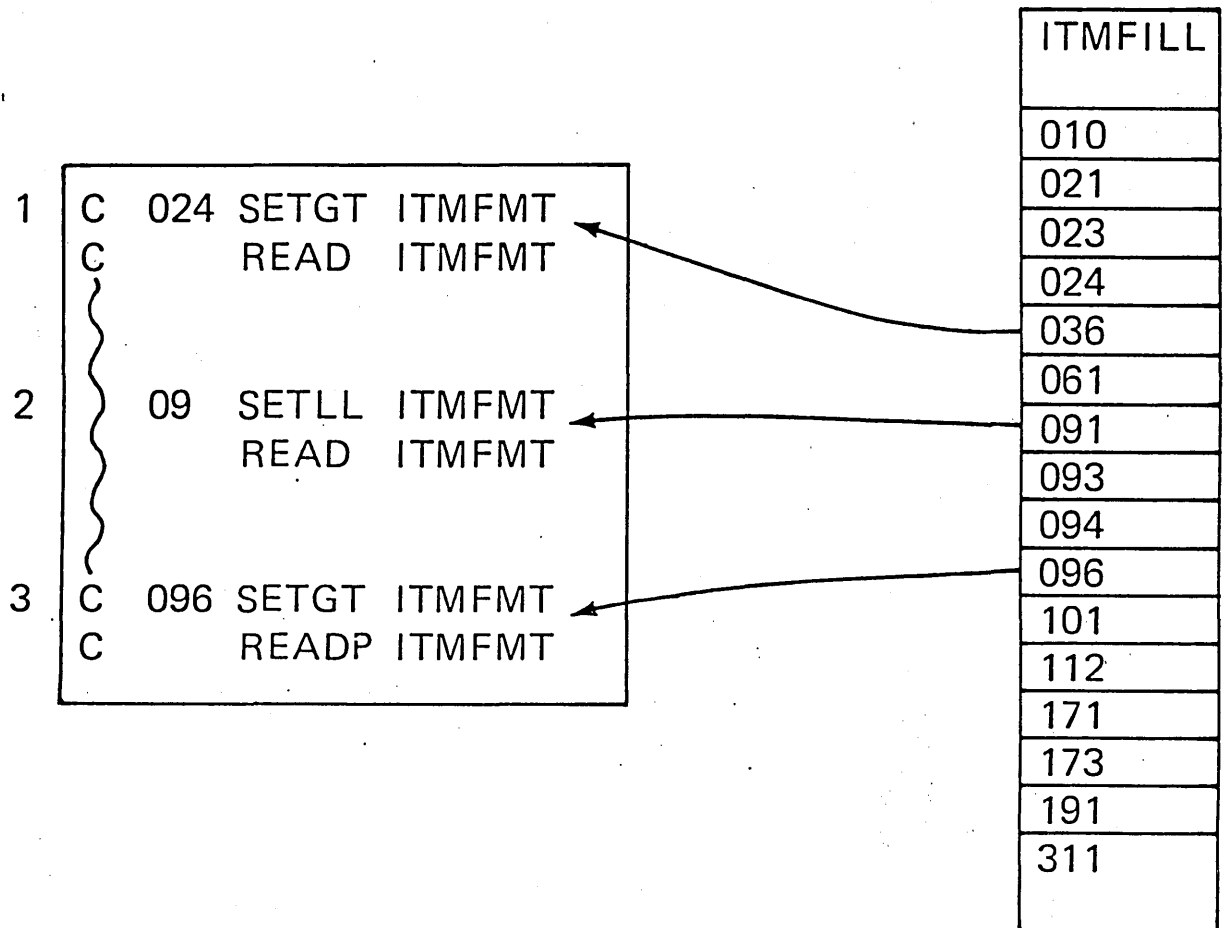 ITMFILL
010
021
023
024
036
061
091
093
094
096
101
112
171
173
191
311
1 C 024 SETGT ITMFMT
C READ ITMFMT
2 09 SETLL ITMFMT
READ ITMFMT
3 C 096 SETGT ITMFMT
C READP ITMFMT